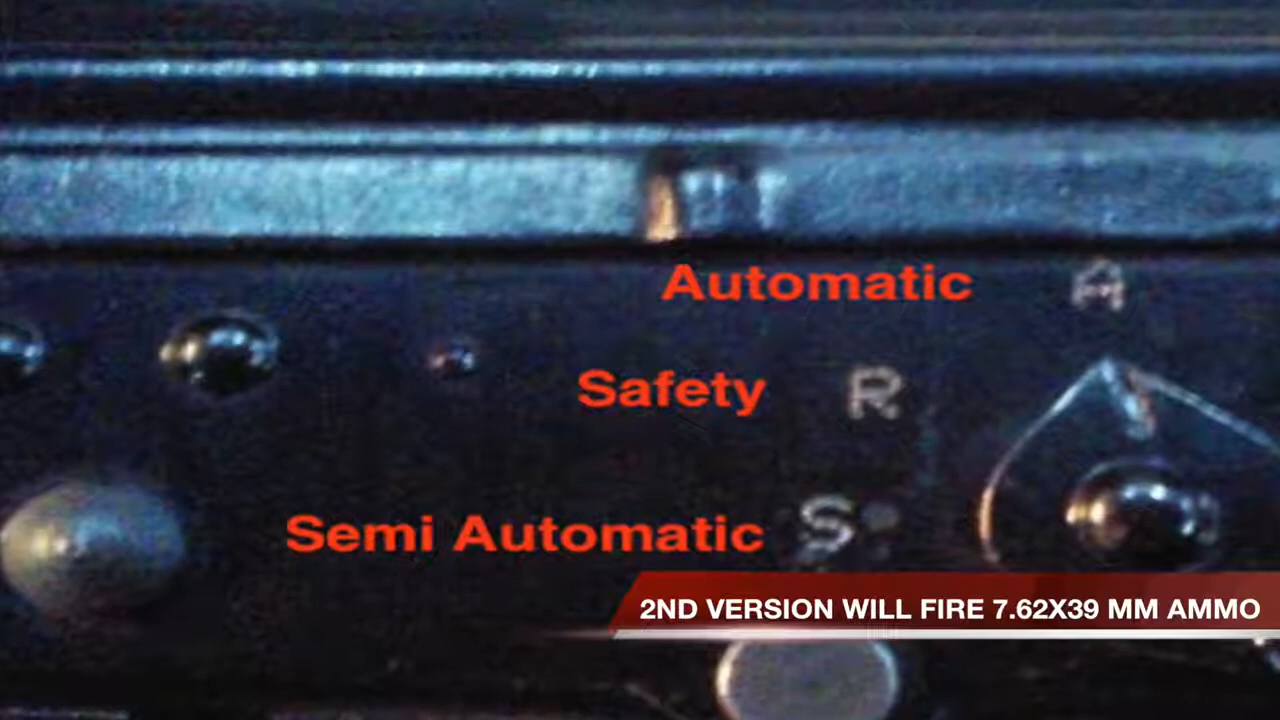 Automatic A
Safety R
Semi Automatic S
2ND VERSION WILL FIRE 7.62X39 MM AMMO